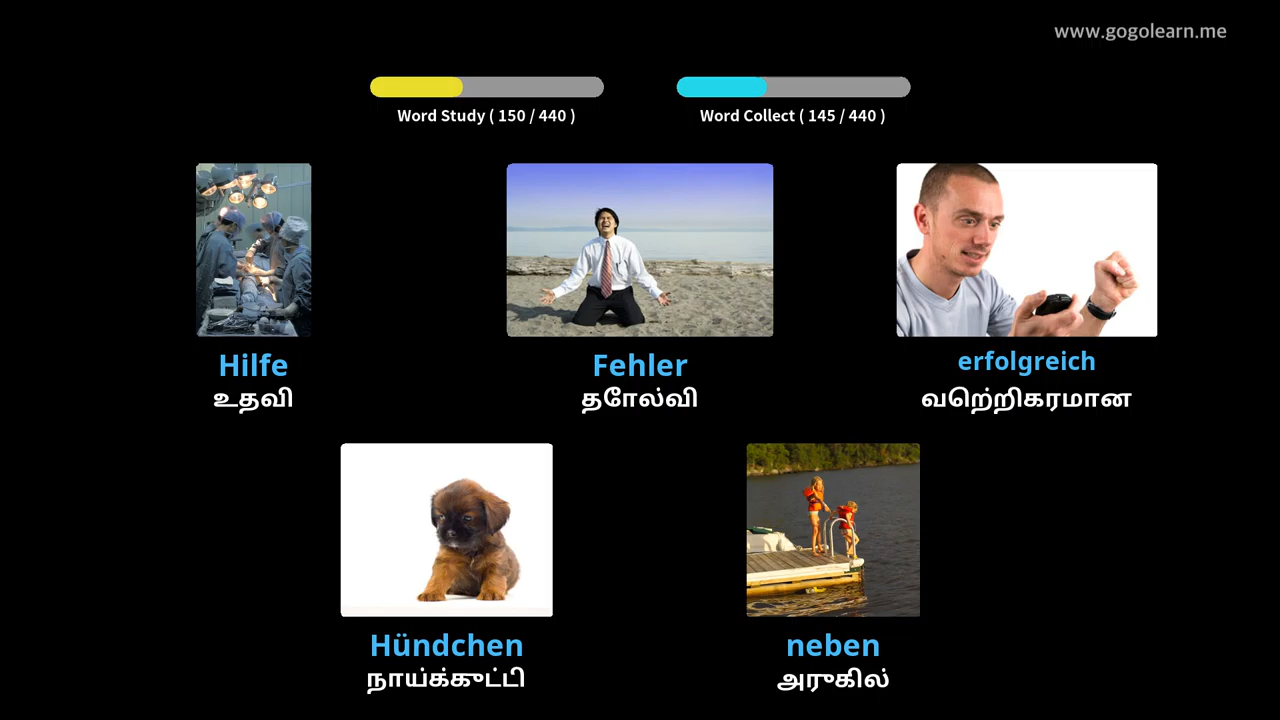 www.gogolearn.me
Word Study ( 150 / 440 )
Word Collect ( 145 / 440 )
Hilfe
உதவி
Fehler
தோல்வி
erfolgreich
வெற்றிகரமான
Hündchen
நாய்க்குட்டி
neben
அருகில்